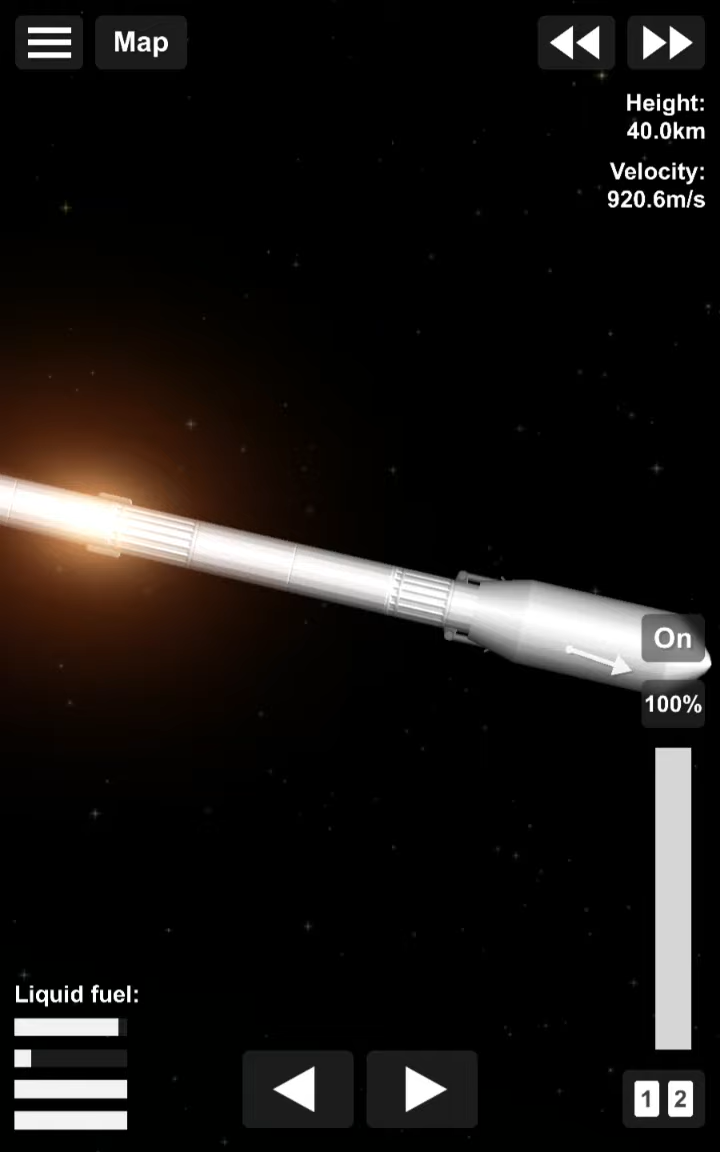 Map
Height:
40.0km
Velocity:
920.6m/s
On
100%
Liquid fuel:
1 2